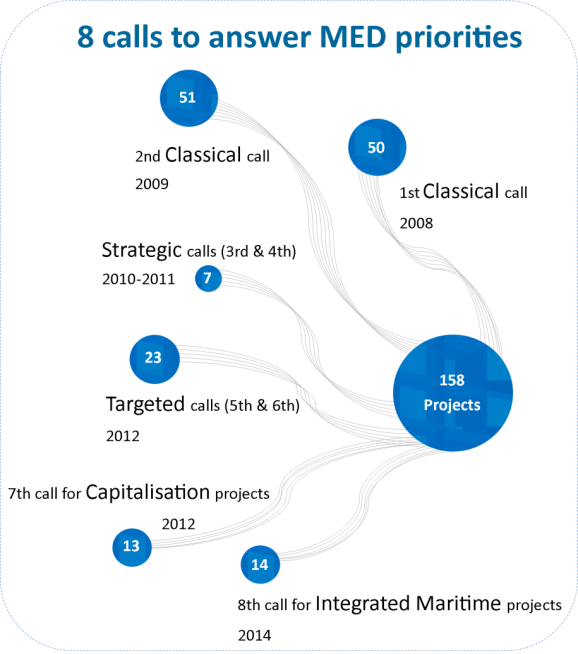 8 calls to answer MED priorities
51
2nd Classical call
2009
50
1st Classical call
2008
Strategic calls (3rd & 4th)
2010-2011
7
23
Targeted calls (5th & 6th)
2012
158
Projects
7th call for Capitalisation projects
2012
13
14
8th call for Integrated Maritime projects
2014